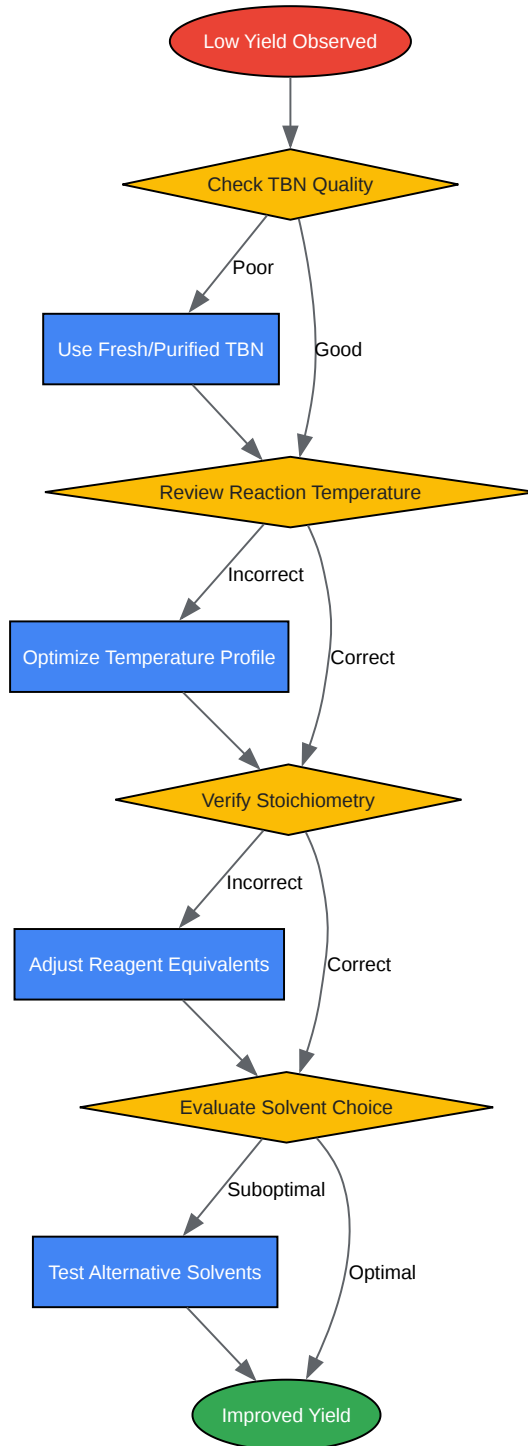 Low Yield Observed
Check TBN Quality
Poor
Use Fresh/Purified TBN
Good
Review Reaction Temperature
Incorrect
Optimize Temperature Profile
Correct
Verify Stoichiometry
Incorrect
Adjust Reagent Equivalents
Correct
Evaluate Solvent Choice
Suboptimal
Test Alternative Solvents
Optimal
Improved Yield